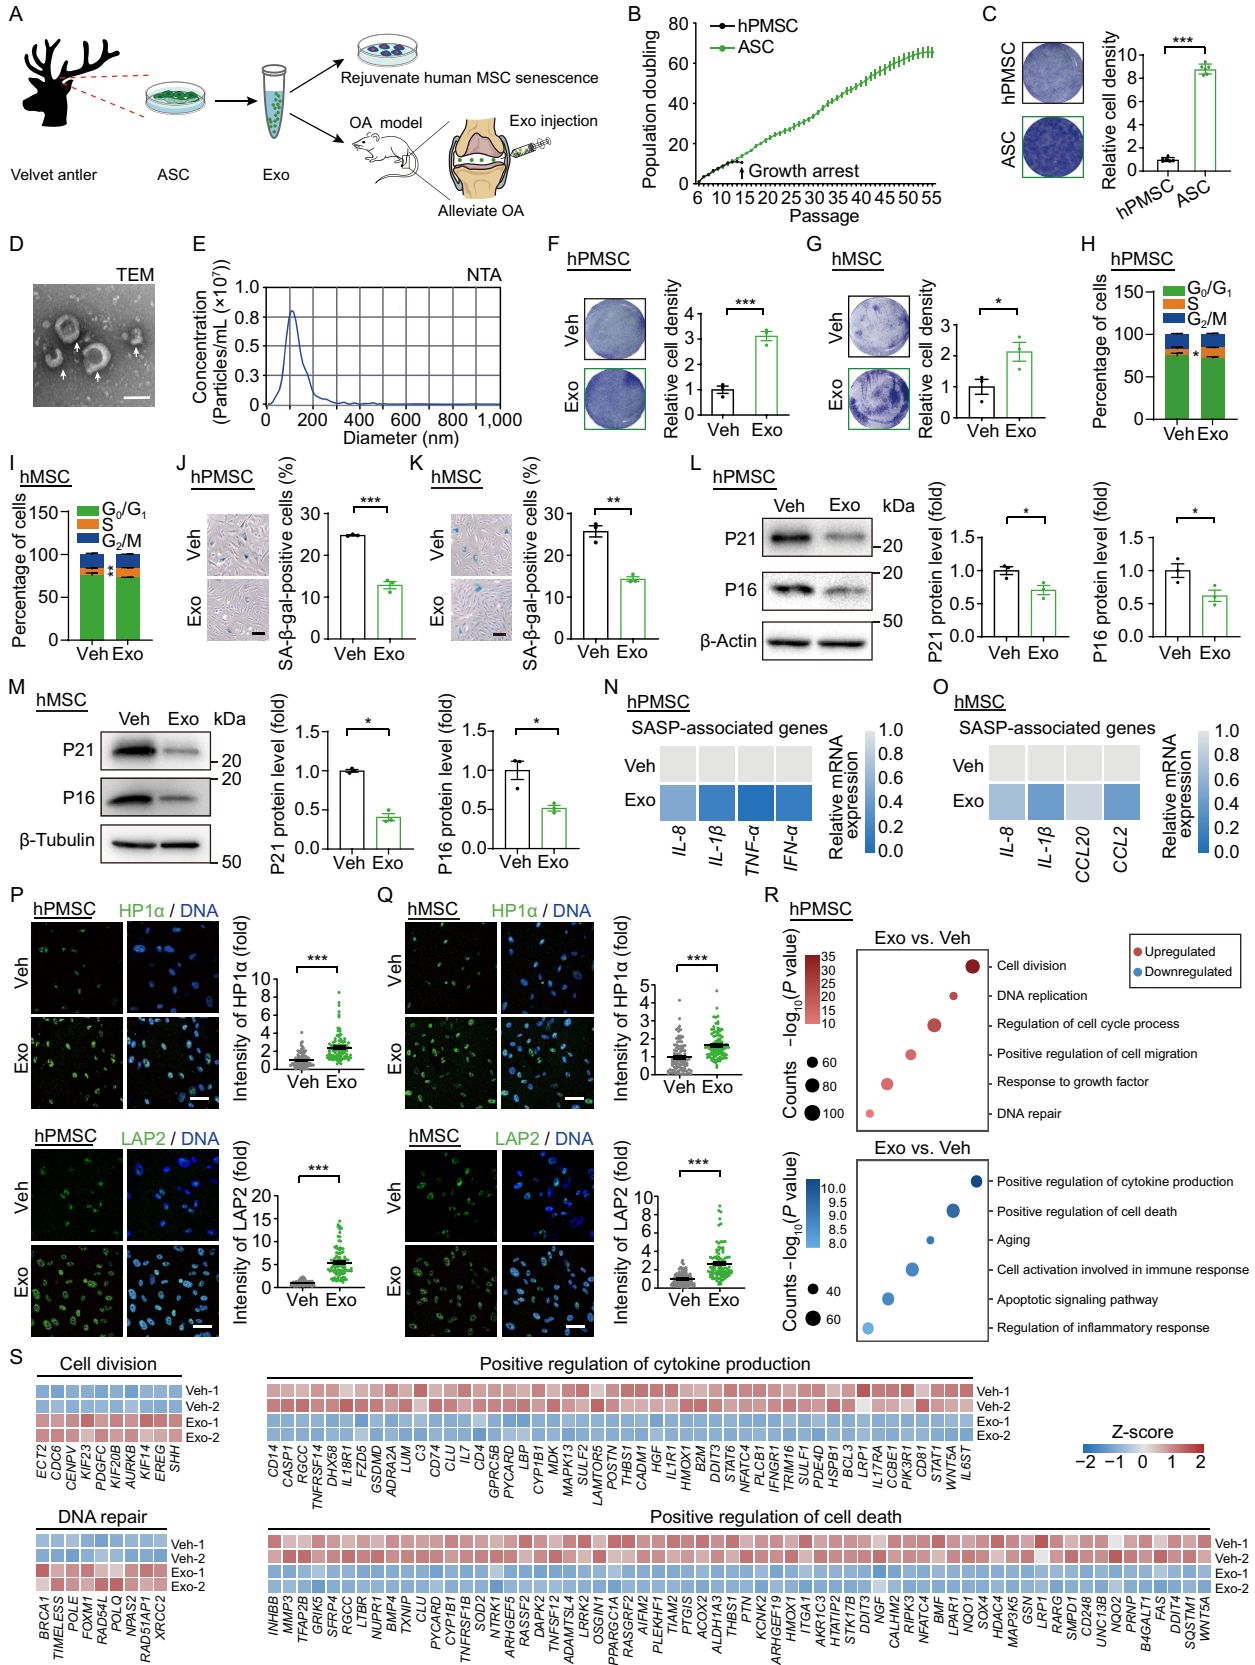 A
Velvet antler
ASC
Exo
Rejuvenate human MSC senescence
OA model
Exo injection
Alleviate OA
B
Population doubling
80
60
40
20
0
hPMSC
ASC
Growth arrest
6 10 15 20 25 30 35 40 45 50 55
Passage
C
hPMSC
ASC
Relative cell density
10
8
6
4
2
0
***
hPMSC
ASC
D
TEM
E
NTA
Concentration
(Particles/mL (×10⁷))
1.0
0.8
0.5
0.3
0
0 200 400 600 800 1,000
Diameter (nm)
F
hPMSC
Veh
Exo
Relative cell density
4
3
2
1
0
***
Veh Exo
G
hMSC
Veh
Exo
Relative cell density
3
2
1
0
*
Veh Exo
H
hPMSC
G₀/G₁
S
G₂/M
Percentage of cells
150
100
50
0
*
Veh Exo
I
hMSC
G₀/G₁
S
G₂/M
Percentage of cells
150
100
50
0
**
Veh Exo
J
hPMSC
Veh
Exo
SA-β-gal-positive cells (%)
30
20
10
0
***
Veh Exo
K
hMSC
Veh
Exo
SA-β-gal-positive cells (%)
30
20
10
0
**
Veh Exo
L
hPMSC
Veh Exo kDa
P21
20
P16
20
50
β-Actin
P21 protein level (fold)
1.5
1.0
0.5
0.0
*
Veh Exo
P16 protein level (fold)
1.5
1.0
0.5
0.0
*
Veh Exo
M
hMSC
Veh Exo kDa
P21
20
20
P16
β-Tubulin
50
P21 protein level (fold)
1.5
1.0
0.5
0.0
*
Veh Exo
P16 protein level (fold)
1.5
1.0
0.5
0.0
*
Veh Exo
N
hPMSC
SASP-associated genes
Veh
Exo
IL-8
IL-1β
TNF-α
IFN-α
Relative mRNA
expression
1.0
0.8
0.6
0.4
0.2
0.0
O
hMSC
SASP-associated genes
Veh
Exo
IL-8
IL-1β
CCL20
CCL2
Relative mRNA
expression
1.0
0.8
0.6
0.4
0.2
0.0
P
hPMSC
HP1α / DNA
Veh
Exo
Intensity of HP1α (fold)
10
8
6
4
2
0
***
Veh Exo
hPMSC
LAP2 / DNA
Veh
Exo
Intensity of LAP2 (fold)
20
15
10
5
0
***
Veh Exo
Q
hMSC
HP1α / DNA
Veh
Exo
Intensity of HP1α (fold)
5
4
3
2
1
0
***
Veh Exo
hMSC
LAP2 / DNA
Veh
Exo
Intensity of LAP2 (fold)
10
8
6
4
2
0
***
Veh Exo
R
hPMSC
Exo vs. Veh
−log₁₀(P value)
35
30
25
20
15
10
Counts
60
80
100
Cell division
DNA replication
Regulation of cell cycle process
Positive regulation of cell migration
Response to growth factor
DNA repair
Upregulated
Downregulated
Exo vs. Veh
−log₁₀(P value)
10.0
9.5
9.0
8.5
8.0
Counts
40
60
Positive regulation of cytokine production
Positive regulation of cell death
Aging
Cell activation involved in immune response
Apoptotic signaling pathway
Regulation of inflammatory response
S
Cell division
Veh-1
Veh-2
Exo-1
Exo-2
ECT2
CDC6
CENPV
KIF23
PDGFC
KIF20B
AURKB
KIF14
EREG
SHH
Positive regulation of cytokine production
Veh-1
Veh-2
Exo-1
Exo-2
CD14
CASP1
RGCC
TNFRSF14
DHX58
IL18R1
FZD5
GSDMD
ADRA2A
LUM
C3
CD74
CLU
IL7
CD4
GPRC5B
PYCARD
LBP
CYP1B1
MDK
MAPK13
SULF2
LAMTOR5
POSTN
THBS1
CADM1
HGF
IL1R1
HMOX1
B2M
DDIT3
STAT6
NFATC4
PLCB1
IFNGR1
TRIM16
SULF1
PDE4D
HSPB1
BCL3
LRP1
IL17RA
CCBE1
PIK3R1
CD81
STAT1
WNT5A
IL6ST
Z-score
−2 −1 0 1 2
DNA repair
Veh-1
Veh-2
Exo-1
Exo-2
BRCA1
TIMELESS
POLE
FOXM1
RAD54L
POLQ
NPAS2
RAD51AP1
XRCC2
Positive regulation of cell death
Veh-1
Veh-2
Exo-1
Exo-2
INHBB
MMP3
TFAP2B
GRIK5
SFRP4
RGCC
LTBR
NUPR1
BMP4
TXNIP
CLU
PYCARD
CYP1B1
TNFRSF1B
SOD2
NTRK1
ARHGEF5
RASSF2
DAPK2
TNFSF12
ADAMTSL4
LRRK2
OSGIN1
PPARGC1A
RASGRF2
AIFM2
PLEKHF1
TIAM2
PTGIS
ACOX2
ALDH1A3
THBS1
PTN
KCNK2
ARHGEF19
HMOX1
ITGA1
AKR1C3
HTATIP2
STK17B
DDIT3
NGF
CALHM2
RIPK3
NFATC4
BMF
LPAR1
NQO1
SOX4
HDAC4
MAP3K5
GSN
LRP1
RARG
SMPD1
CD248
UNC13B
NQO2
PRNP
B4GALT1
FAS
DDIT4
SQSTM1
WNT5A